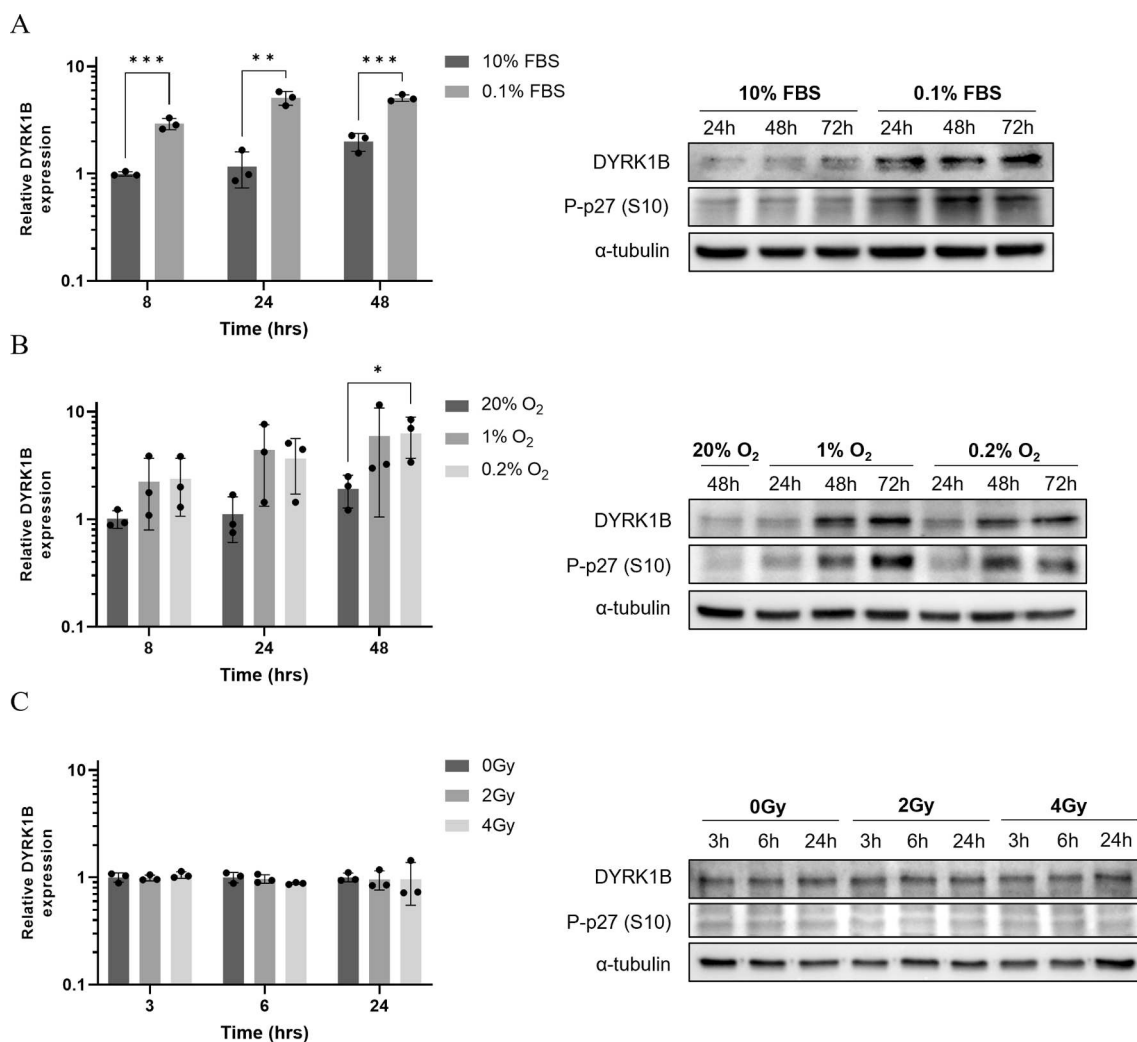 A
Relative DYRK1B
expression
10
1
0.1
***
**
***
8 24 48
Time (hrs)
10% FBS
0.1% FBS
10% FBS 0.1% FBS
24h 48h 72h 24h 48h 72h
DYRK1B
P-p27 (S10)
α-tubulin
B
Relative DYRK1B
expression
10
1
0.1
*
8 24 48
Time (hrs)
20% O₂
1% O₂
0.2% O₂
20% O₂ 1% O₂ 0.2% O₂
48h 24h 48h 72h 24h 48h 72h
DYRK1B
P-p27 (S10)
α-tubulin
C
Relative DYRK1B
expression
10
1
0.1
3 6 24
Time (hrs)
0Gy
2Gy
4Gy
0Gy 2Gy 4Gy
3h 6h 24h 3h 6h 24h 3h 6h 24h
DYRK1B
P-p27 (S10)
α-tubulin